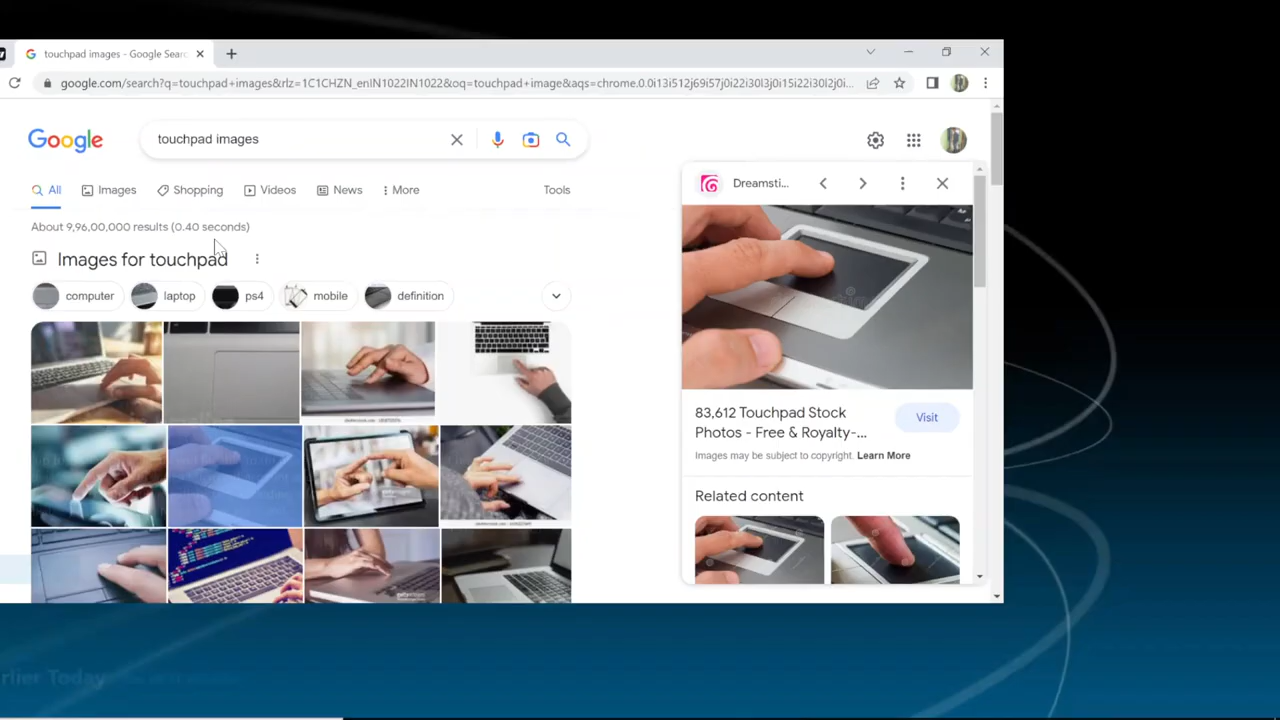 touchpad images - Google Searc
google.com/search?q=touchpad+images&rlz=1C1CHZN_enIN1022IN1022&oq=touchpad+image&aqs=chrome.0.0i13i512j69i57j0i22i30l3j0i15i22i30l2j0i...
Google
touchpad images
All Images Shopping Videos News More Tools
About 9,96,00,000 results (0.40 seconds)
Images for touchpad
computer laptop ps4 mobile definition
Dreamsti...
83,612 Touchpad Stock
Photos - Free & Royalty-...
Visit
Images may be subject to copyright. Learn More
Related content
rlier Today